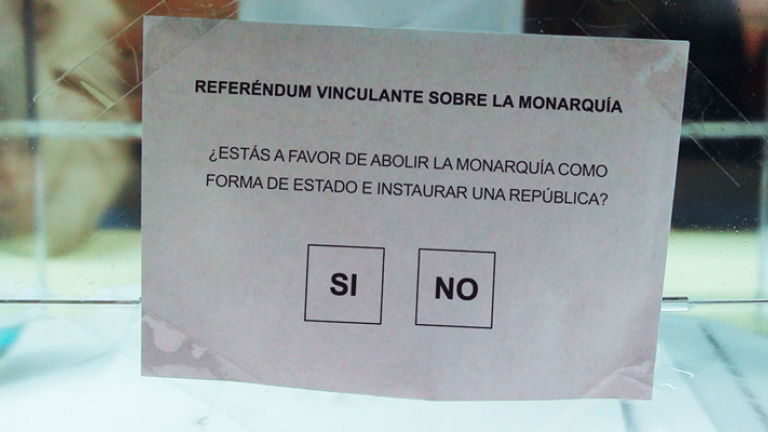 REFERÉNDUM VINCULANTE SOBRE LA MONARQUÍA
¿ESTÁS A FAVOR DE ABOLIR LA MONARQUÍA COMO
FORMA DE ESTADO E INSTAURAR UNA REPÚBLICA?
SI NO